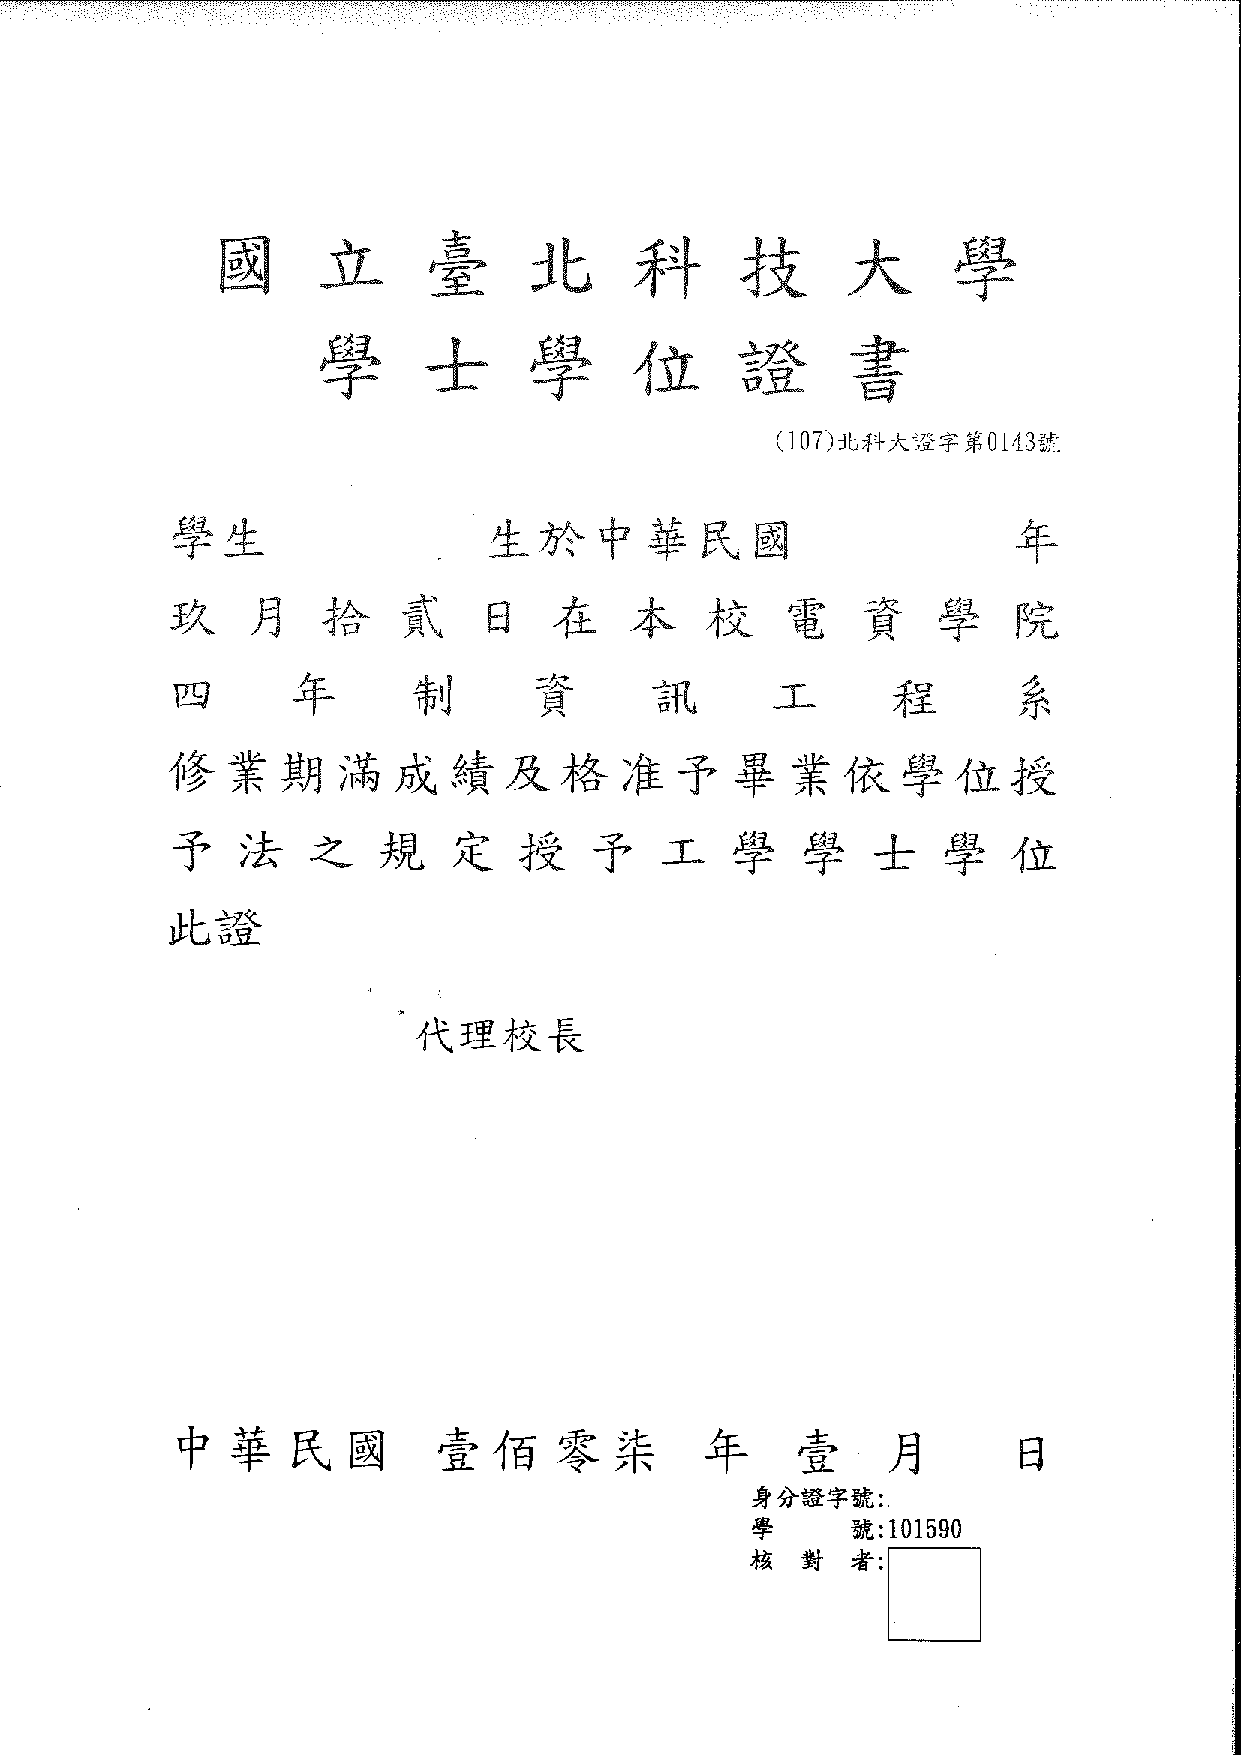 國立臺北科技大學
學士學位證書
(107)北科大證字第0143號
學生 生於中華民國 年
玖月拾貳日在本校電資學院
四年制資訊工程系
修業期滿成績及格准予畢業依學位授
予法之規定授予工學學士學位
此證
代理校長
中華民國 壹佰零柒 年 壹 月 日
身分證字號:
學 號:101590
核 對 者: